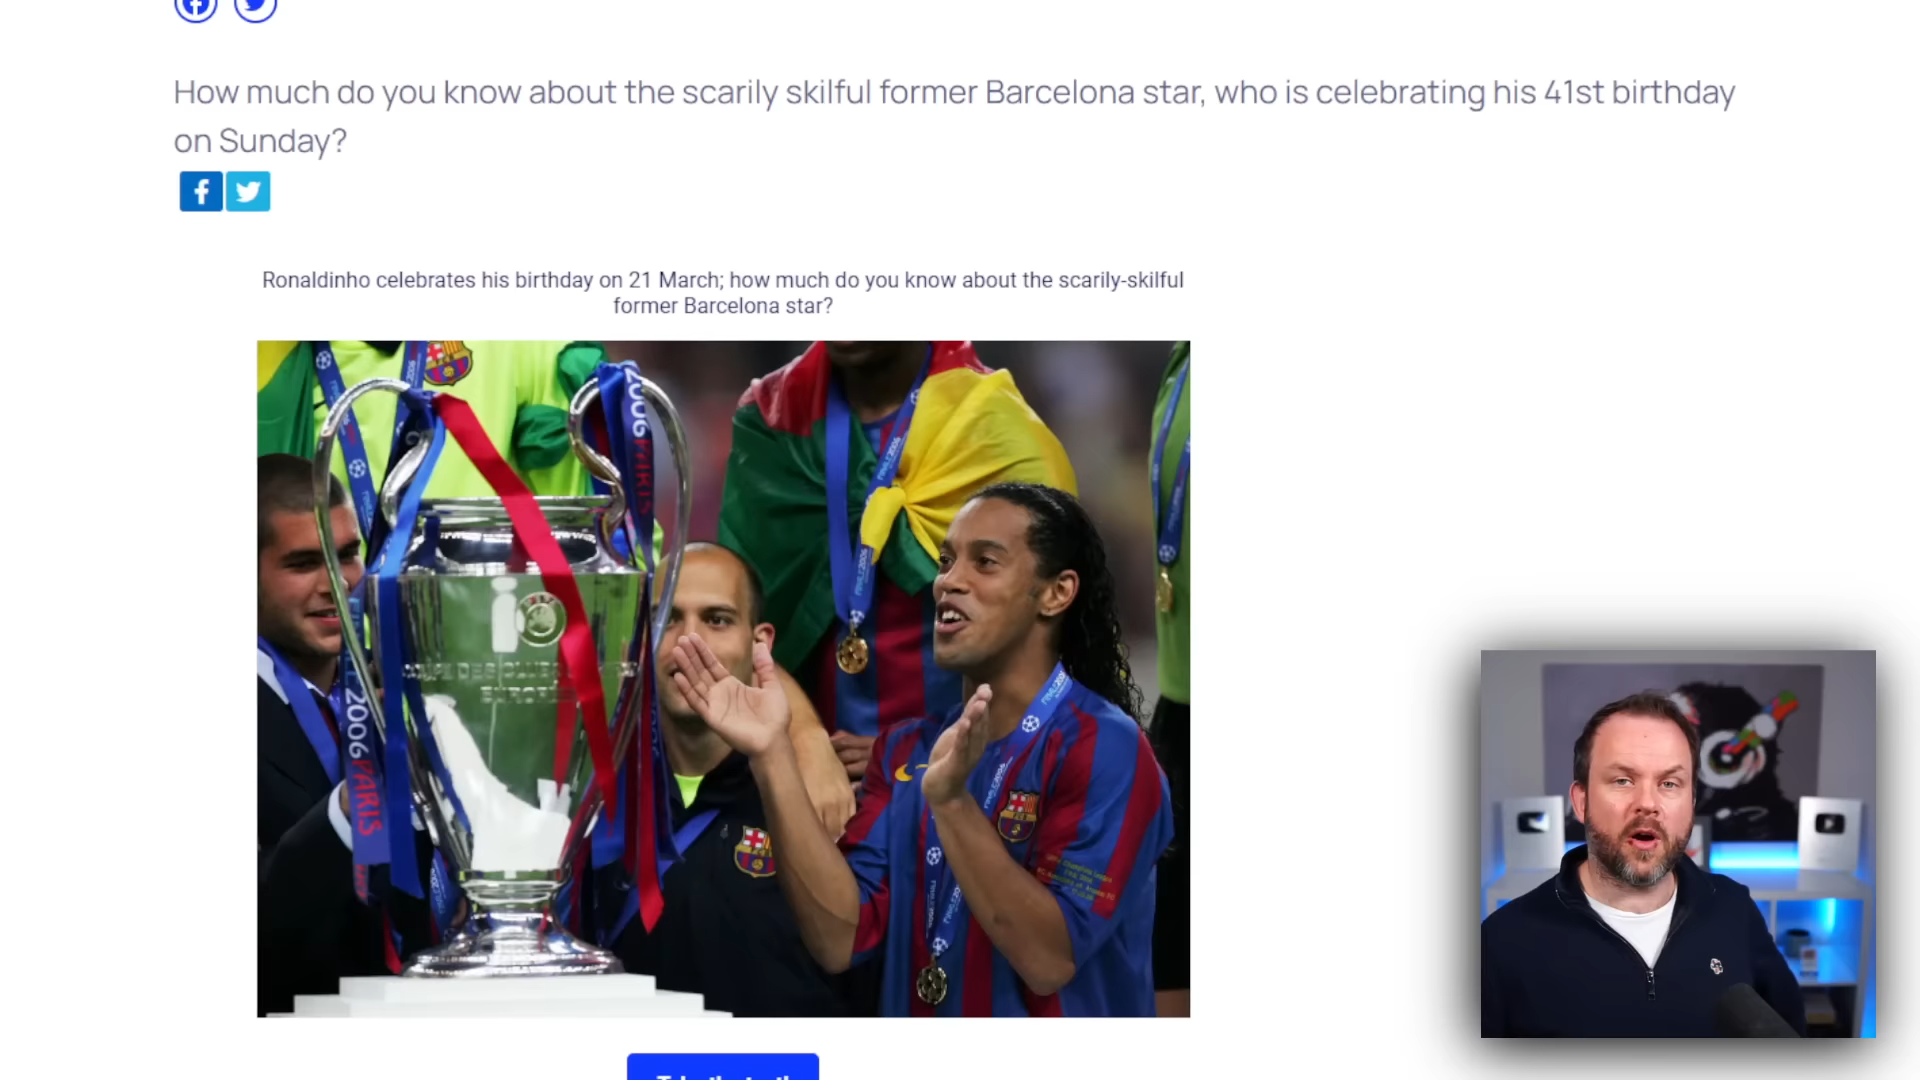 How much do you know about the scarily skilful former Barcelona star, who is celebrating his 41st birthday
on Sunday?
Ronaldinho celebrates his birthday on 21 March; how much do you know about the scarily-skilful
former Barcelona star?
2006
2006 PARIS
2006 PARIS